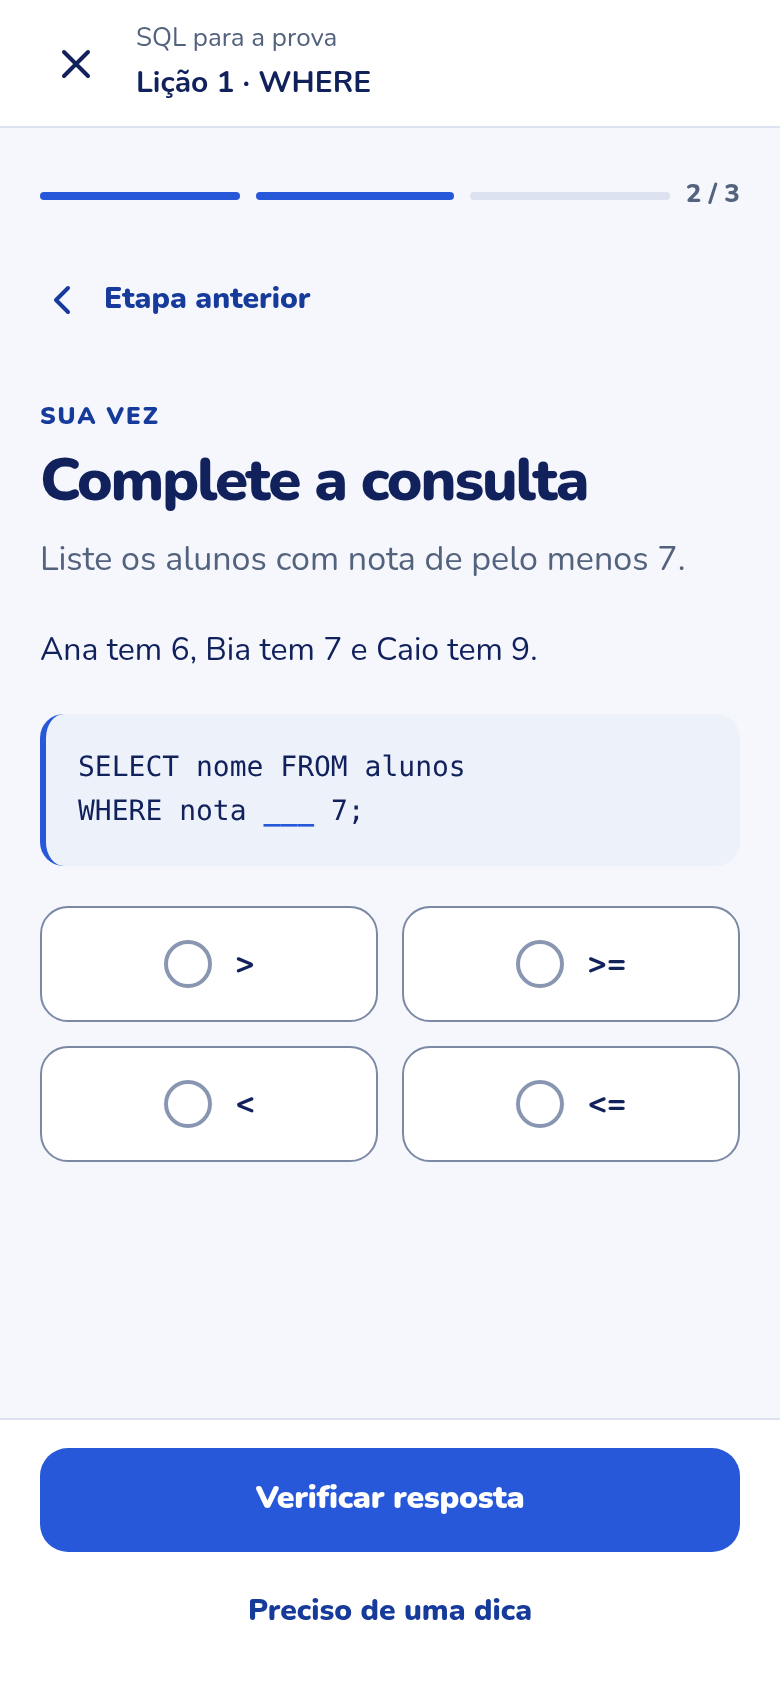 SQL para a prova
Lição 1 · WHERE
2 / 3
Etapa anterior
SUA VEZ
Complete a consulta
Liste os alunos com nota de pelo menos 7.
Ana tem 6, Bia tem 7 e Caio tem 9.
SELECT nome FROM alunos
WHERE nota ___ 7;
>
>=
<
<=
Verificar resposta
Preciso de uma dica